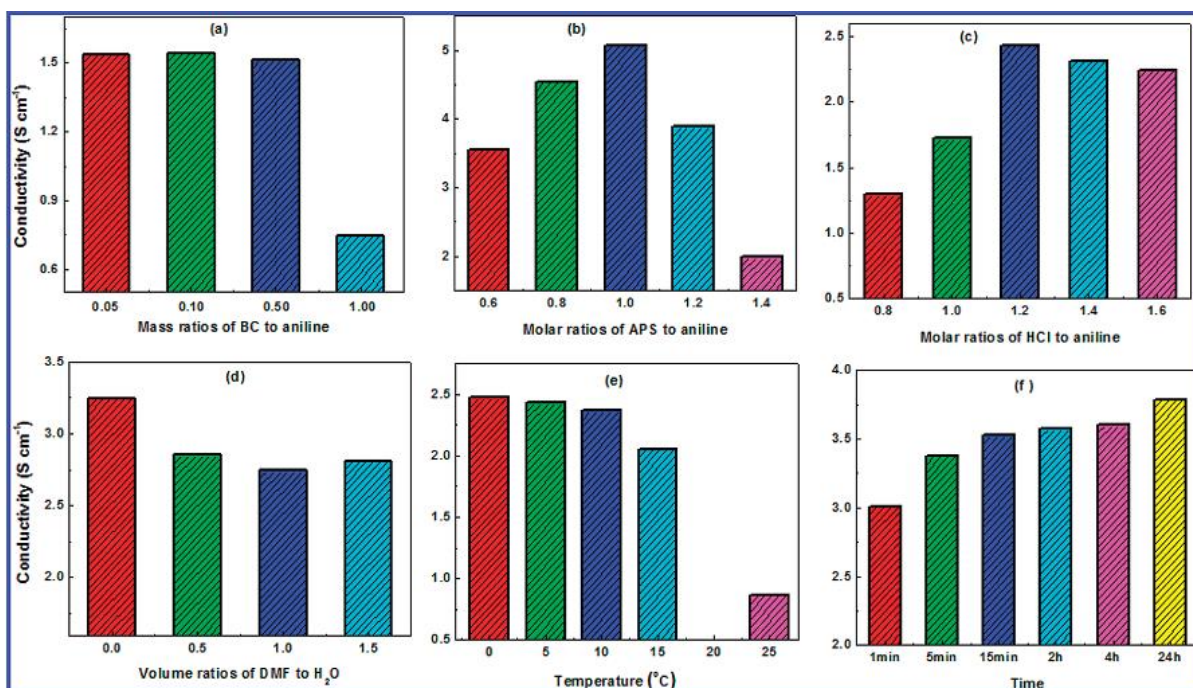 (a)
Conductivity (S cm⁻¹)
1.5
1.2
0.9
0.6
0.05 0.10 0.50 1.00
Mass ratios of BC to aniline
(b)
5
4
3
2
0.6 0.8 1.0 1.2 1.4
Molar ratios of APS to aniline
(c)
2.5
2.0
1.5
1.0
0.5
0.8 1.0 1.2 1.4 1.6
Molar ratios of HCl to aniline
(d)
Conductivity (S cm⁻¹)
3.5
3.0
2.5
2.0
0.0 0.5 1.0 1.5
Volume ratios of DMF to H₂O
(e)
2.5
2.0
1.5
1.0
0.5
0 5 10 15 20 25
Temperature (°C)
(f )
4.0
3.5
3.0
2.5
2.0
1min 5min 15min 2h 4h 24h
Time